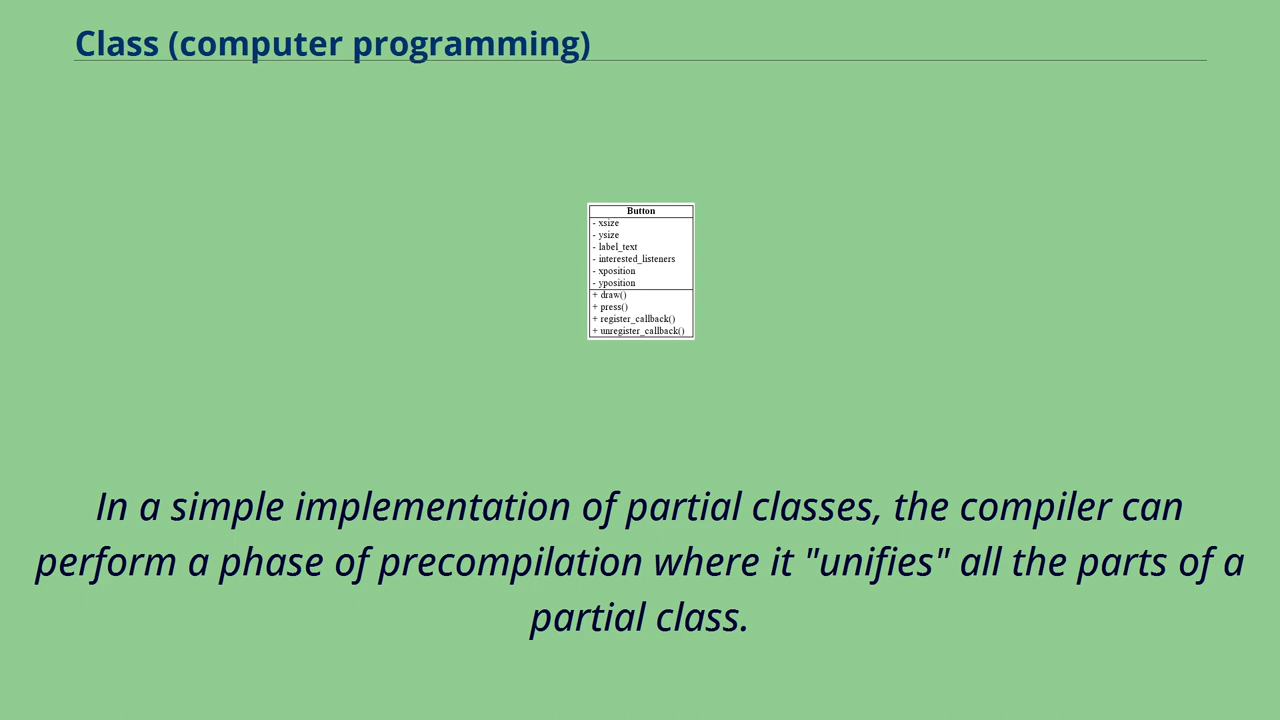 Class (computer programming)
Button
- xsize
- ysize
- label_text
- interested_listeners
- xposition
- yposition
+ draw()
+ press()
+ register_callback()
+ unregister_callback()
In a simple implementation of partial classes, the compiler can
perform a phase of precompilation where it "unifies" all the parts of a
partial class.